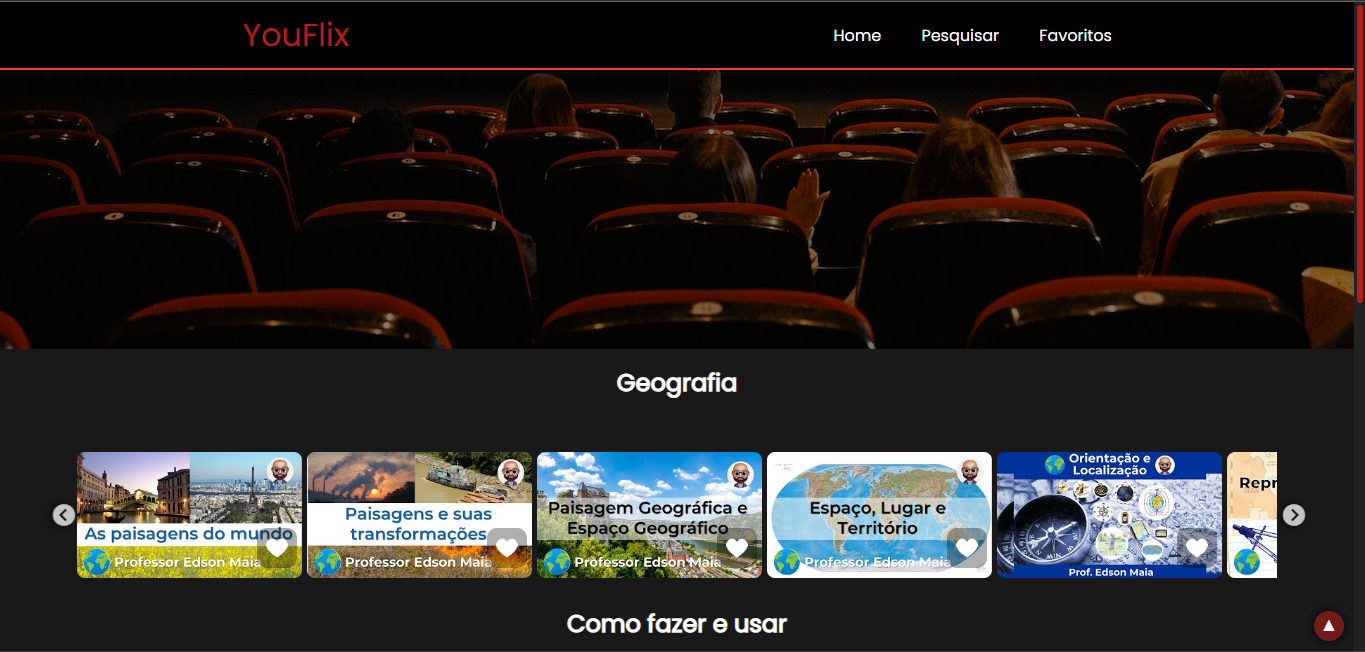 YouFlix
Home
Pesquisar
Favoritos
Geografia
As paisagens do mundo
Professor Edson Maia
Paisagens e suas
transformações
Professor Edson Maia
Paisagem Geográfica e
Espaço Geográfico
Professor Edson Maia
Espaço, Lugar e
Território
Professor Edson Maia
Orientação e
Localização
Prof. Edson Maia
Repr
Como fazer e usar